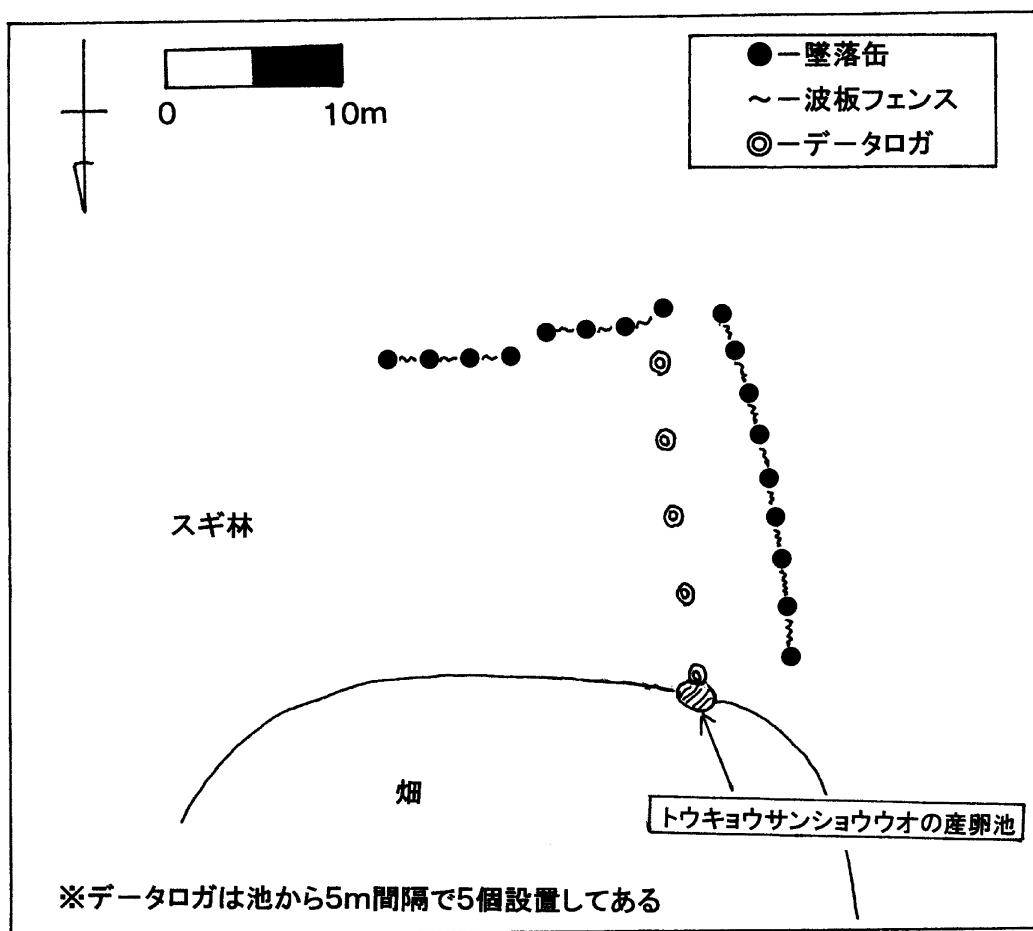 0 10m
●ー墜落缶
～ー波板フェンス
◎ーデータロガ
スギ林
畑
トウキョウサンショウウオの産卵池
※データロガは池から5m間隔で5個設置してある